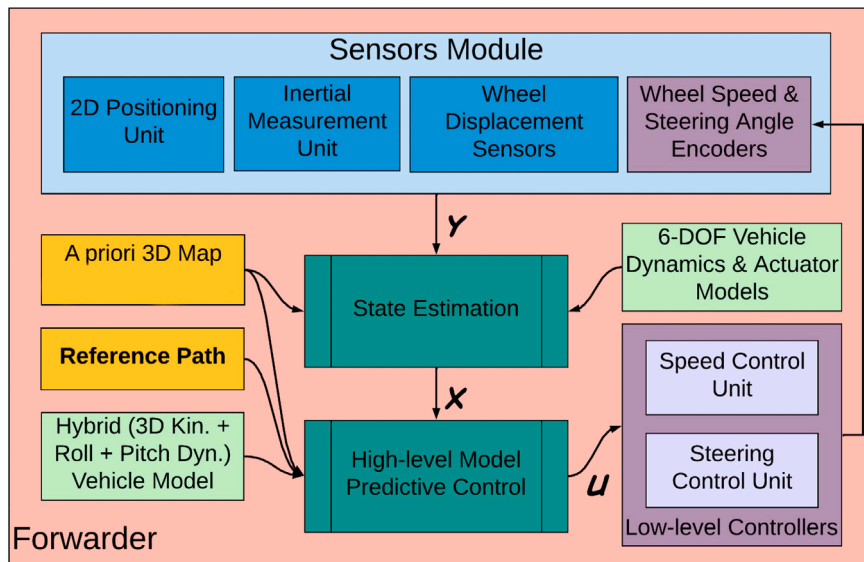 Sensors Module
2D Positioning
Unit
Inertial
Measurement
Unit
Wheel
Displacement
Sensors
Wheel Speed &
Steering Angle
Encoders
Y
A priori 3D Map
State Estimation
6-DOF Vehicle
Dynamics & Actuator
Models
Reference Path
X
Hybrid (3D Kin. +
Roll + Pitch Dyn.)
Vehicle Model
High-level Model
Predictive Control
U
Speed Control
Unit
Steering
Control Unit
Low-level Controllers
Forwarder